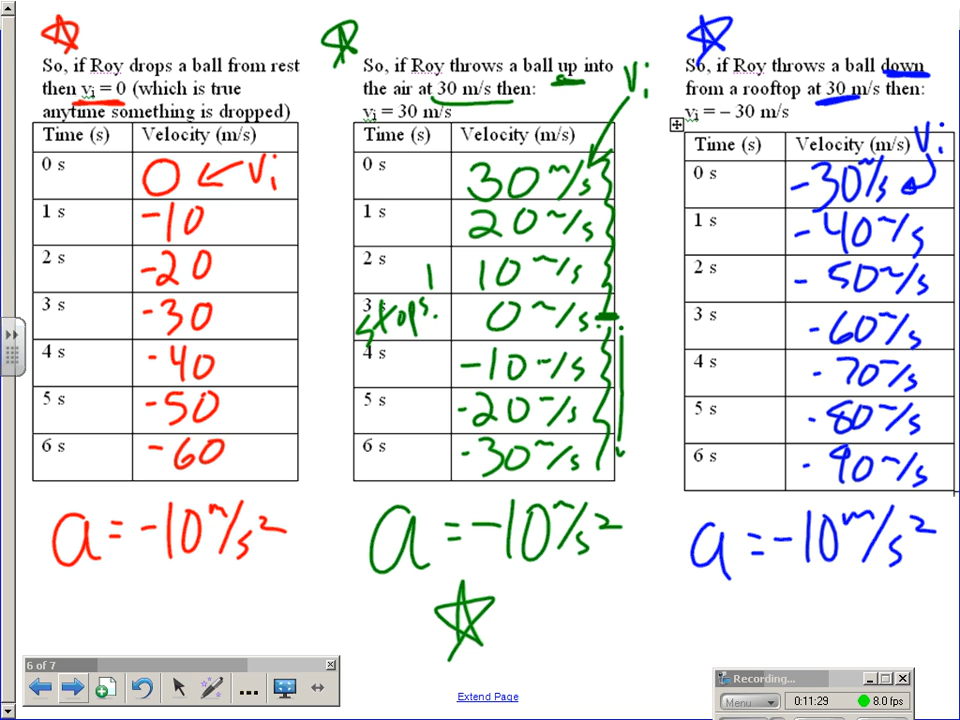 So, if Roy drops a ball from rest
then vi = 0 (which is true
anytime something is dropped)
Time (s) Velocity (m/s)
0 s 0 ← Vi
1 s -10
2 s -20
3 s -30
4 s -40
5 s -50
6 s -60
a = -10 m/s²
So, if Roy throws a ball up into
the air at 30 m/s then:
vi = 30 m/s
Vi
Time (s) Velocity (m/s)
0 s 30 m/s
1 s 20 m/s
2 s 10 m/s
3 s 0 m/s
stops.
4 s -10 m/s
5 s -20 m/s
6 s -30 m/s
a = -10 m/s²
So, if Roy throws a ball down
from a rooftop at 30 m/s then:
vi = – 30 m/s
Time (s) Velocity (m/s) Vi
0 s -30 m/s
1 s -40 m/s
2 s -50 m/s
3 s -60 m/s
4 s -70 m/s
5 s -80 m/s
6 s -90 m/s
a = -10 m/s²
6 of 7
Extend Page
Recording...
Menu 0:11:29 8.0 fps